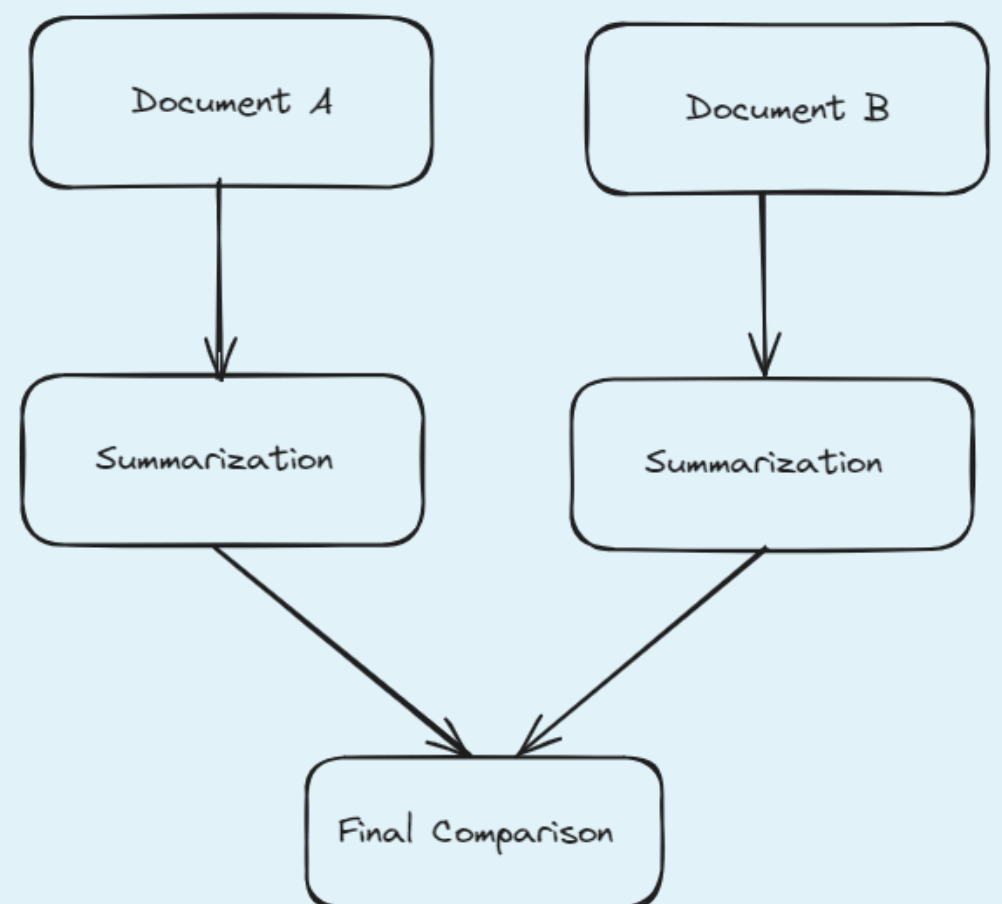 Document A
Document B
Summarization
Summarization
Final Comparison